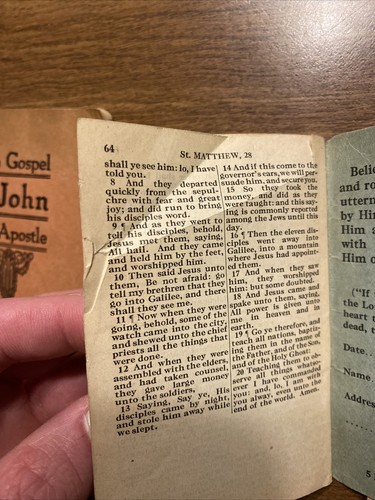 Gospel
John
Apostle
64
St. MATTHEW, 28
shall ye see him: lo, I have
told you.
8 And they departed
quickly from the sepul-
chre with fear and great
joy; and did run to bring
his disciples word.
9 ¶ And as they went to
tell his disciples, behold,
Jesus met them, saying,
All hail. And they came
and held him by the feet,
and worshipped him.
10 Then said Jesus unto
them, Be not afraid: go
tell my brethren that they
go into Galilee, and there
shall they see me.
11 ¶ Now when they were
going, behold, some of the
watch came into the city,
and shewed unto the chief
priests all the things that
were done.
12 And when they were
assembled with the elders,
and had taken counsel,
they gave large money
unto the soldiers,
13 Saying, Say ye, His
disciples came by night,
and stole him away while
we slept.
14 And if this come to the
governor's ears, we will per-
suade him, and secure you.
15 So they took the
money, and did as they
were taught: and this say-
ing is commonly reported
among the Jews until this
day.
16 ¶ Then the eleven dis-
ciples went away into
Galilee, into a mountain
where Jesus had appoint-
ed them.
17 And when they saw
him, they worshipped
him: but some doubted.
18 And Jesus came and
spake unto them, saying,
All power is given unto
me in heaven and in
earth.
19 ¶ Go ye therefore, and
teach all nations, baptiz-
ing them in the name of
the Father, and of the Son,
and of the Holy Ghost:
20 Teaching them to ob-
serve all things what-
ever I have commanded
you: and, lo, I am with
you alway, even unto the
end of the world. Amen.
Belie
and ro
uttern
by Hi
Him a
with
Him o
("If
the Lo
heart
dead, t
Date
Name
Address
5